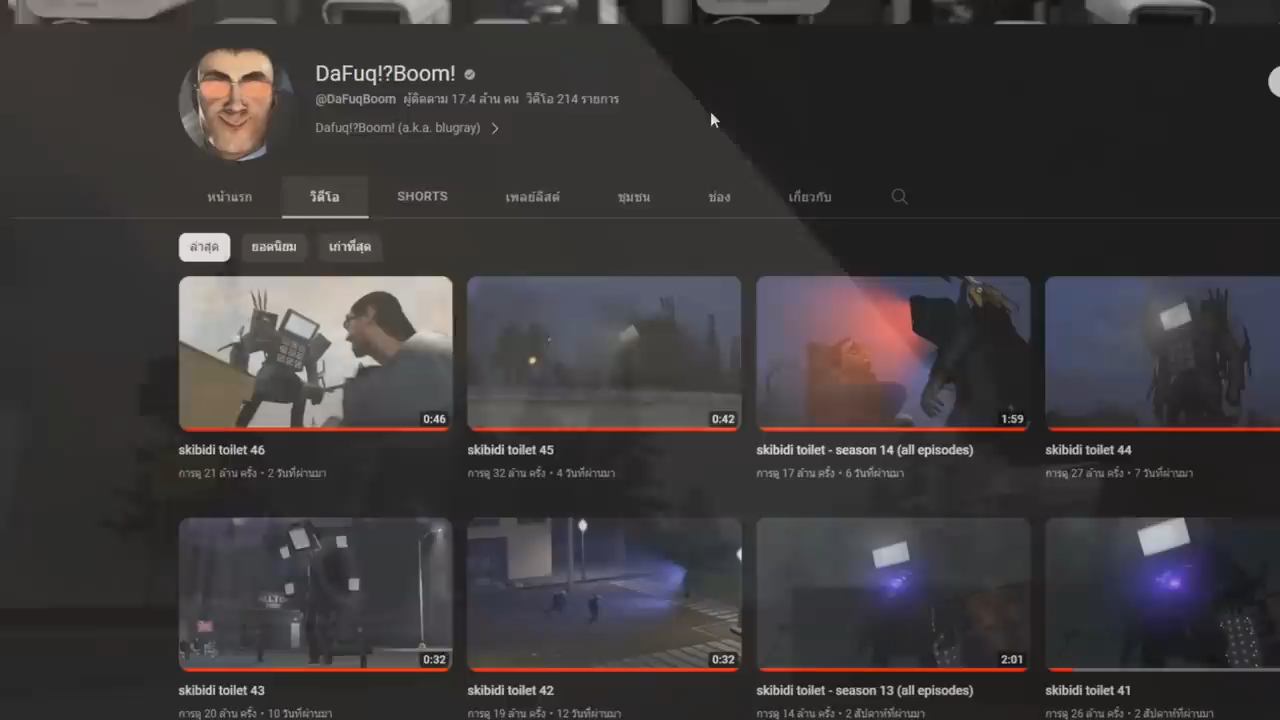 DaFuq!?Boom!
@DaFuqBoom ผู้ติดตาม 17.4 ล้าน คน วิดีโอ 214 รายการ
Dafuq!?Boom! (a.k.a. blugray)
หน้าแรก วิดีโอ SHORTS เพลย์ลิสต์ ชุมชน ช่อง เกี่ยวกับ
ล่าสุด ยอดนิยม เก่าที่สุด
0:46 0:42 1:59
skibidi toilet 46 skibidi toilet 45 skibidi toilet - season 14 (all episodes) skibidi toilet 44
การดู 21 ล้าน ครั้ง • 2 วันที่ผ่านมา การดู 32 ล้าน ครั้ง • 4 วันที่ผ่านมา การดู 17 ล้าน ครั้ง • 6 วันที่ผ่านมา การดู 27 ล้าน ครั้ง • 7 วันที่ผ่านมา
0:32 0:32 2:01
skibidi toilet 43 skibidi toilet 42 skibidi toilet - season 13 (all episodes) skibidi toilet 41
การดู 20 ล้าน ครั้ง • 10 วันที่ผ่านมา การดู 19 ล้าน ครั้ง • 12 วันที่ผ่านมา การดู 14 ล้าน ครั้ง • 2 สัปดาห์ที่ผ่านมา การดู 26 ล้าน ครั้ง • 2 สัปดาห์ที่ผ่านมา